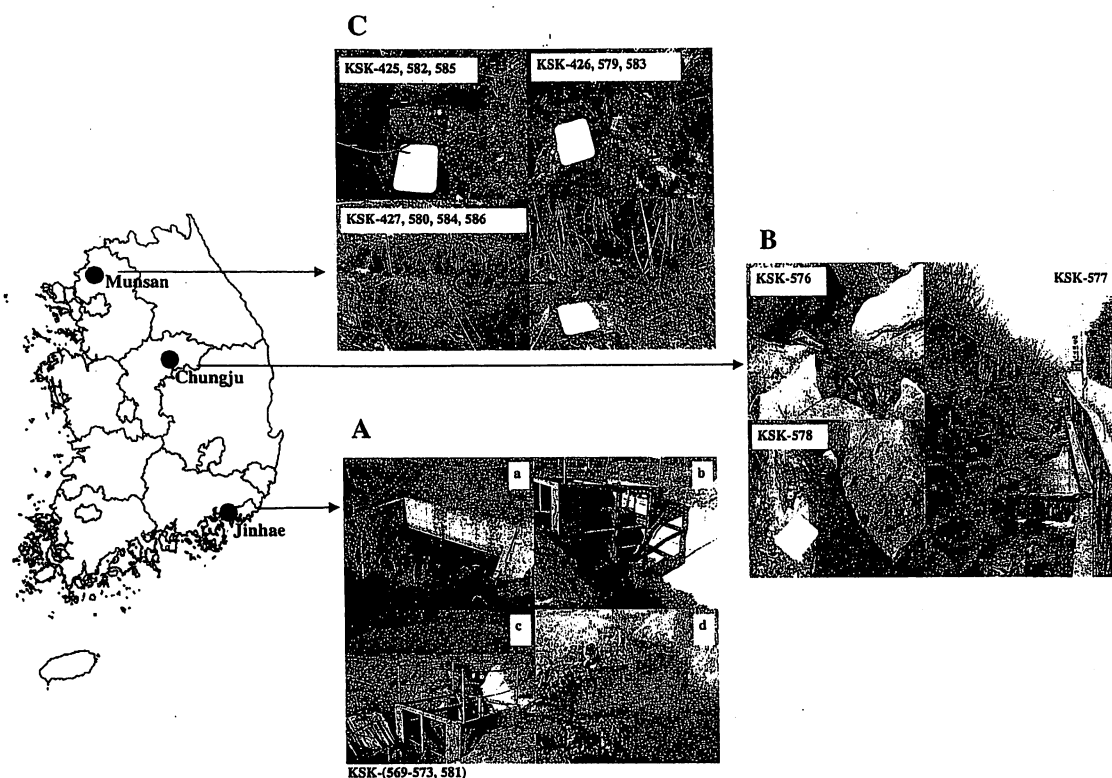 C
KSK-425, 582, 585
KSK-426, 579, 583
KSK-427, 580, 584, 586
Munsan
Chungju
Jinhae
B
KSK-576
KSK-577
KSK-578
A
a
b
c
d
KSK-(569-573, 581)